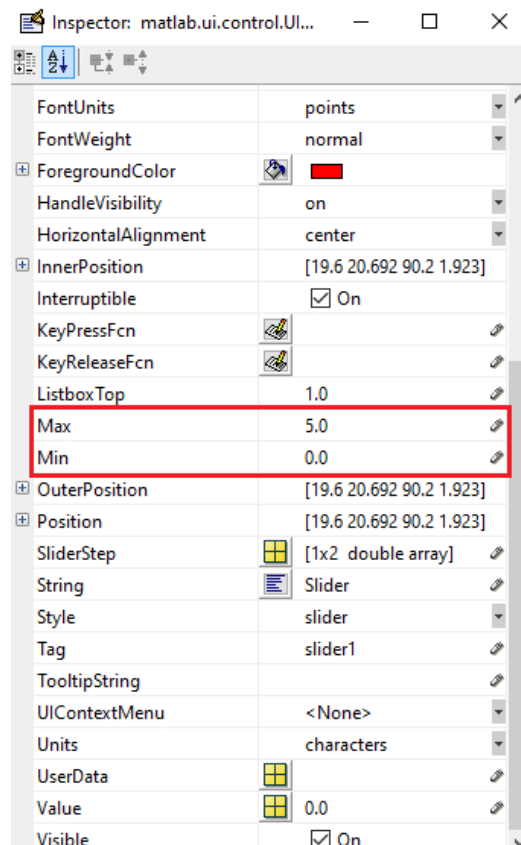 Inspector: matlab.ui.control.UI...
FontUnits points
FontWeight normal
ForegroundColor
HandleVisibility on
HorizontalAlignment center
InnerPosition [19.6 20.692 90.2 1.923]
Interruptible On
KeyPressFcn
KeyReleaseFcn
ListboxTop 1.0
Max 5.0
Min 0.0
OuterPosition [19.6 20.692 90.2 1.923]
Position [19.6 20.692 90.2 1.923]
SliderStep [1x2 double array]
String Slider
Style slider
Tag slider1
TooltipString
UIContextMenu <None>
Units characters
UserData
Value 0.0
Visible On